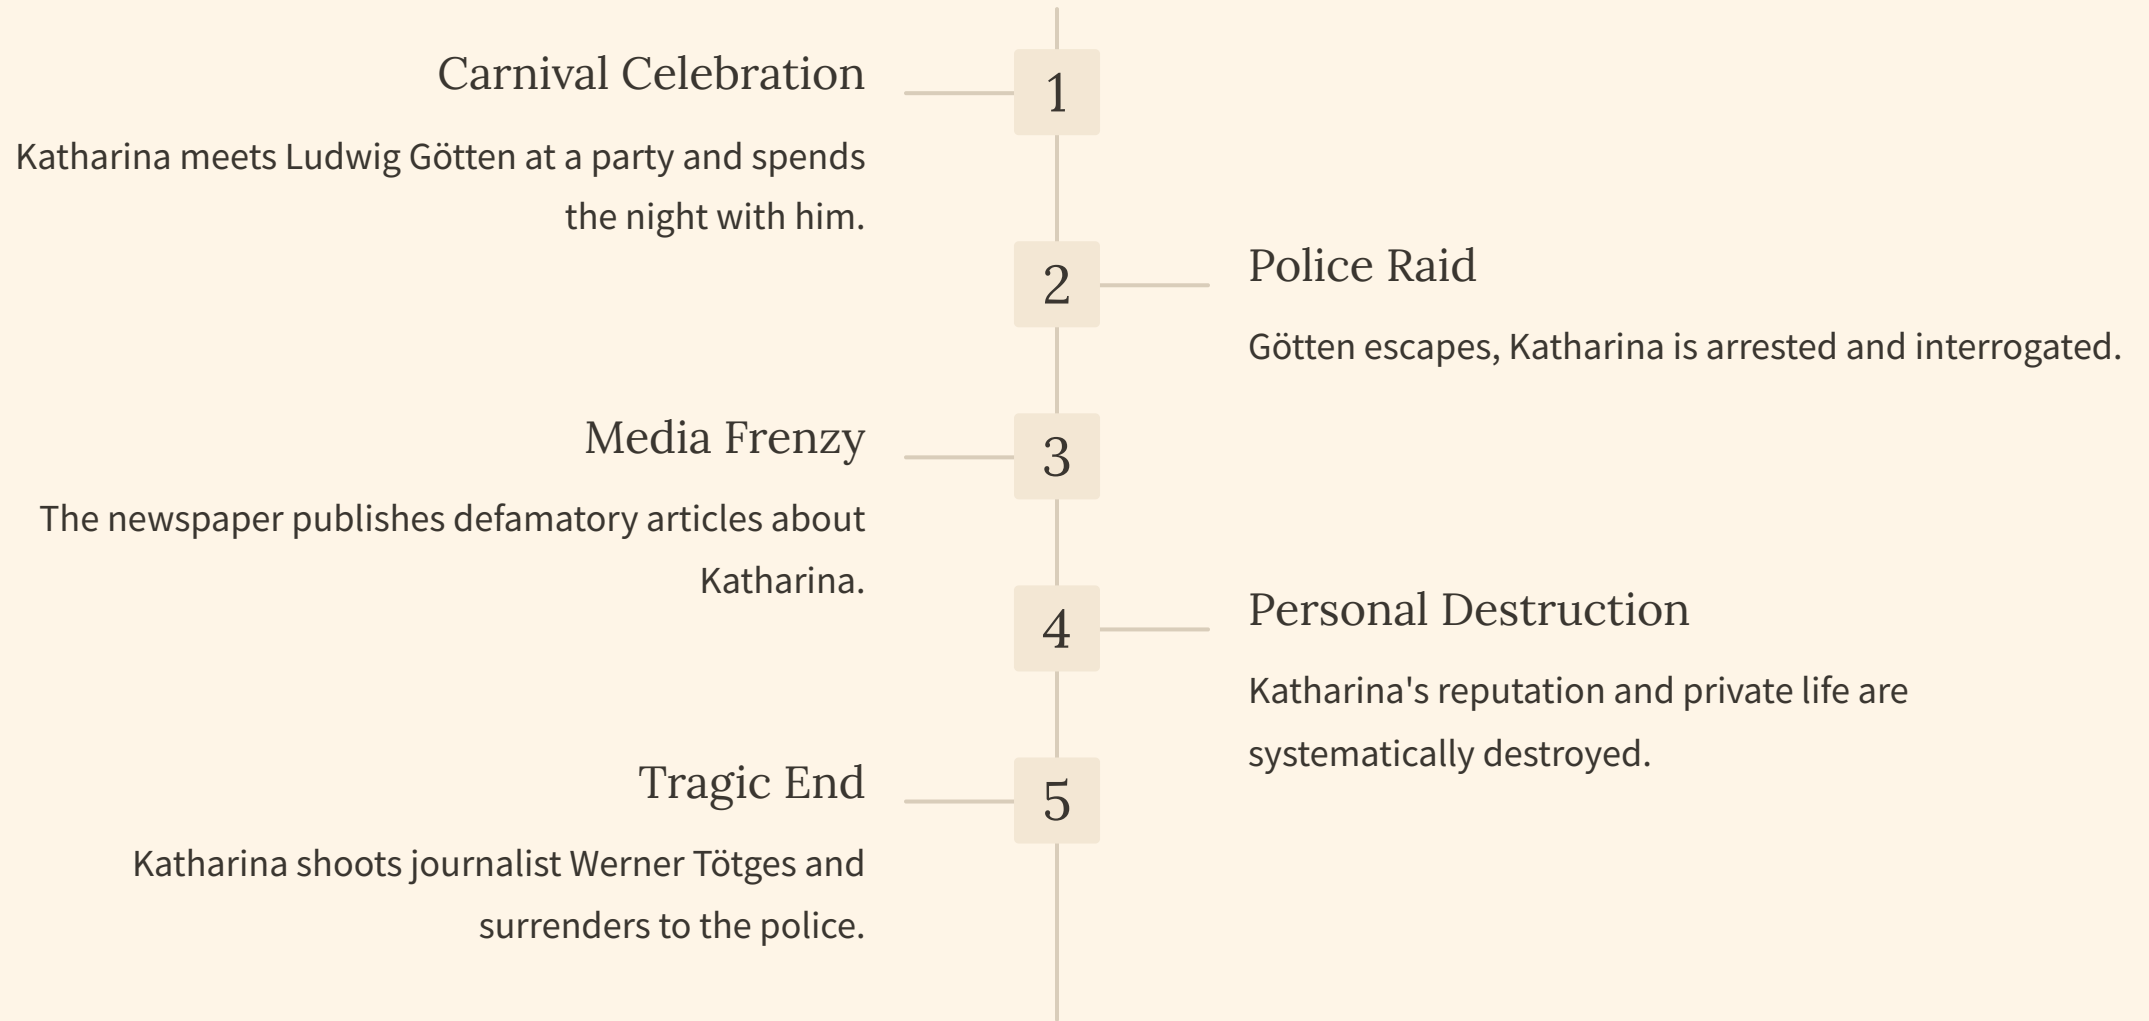 Carnival Celebration
1
Katharina meets Ludwig Götten at a party and spends
the night with him.
2
Police Raid
Götten escapes, Katharina is arrested and interrogated.
Media Frenzy
3
The newspaper publishes defamatory articles about
Katharina.
4
Personal Destruction
Katharina's reputation and private life are
systematically destroyed.
Tragic End
5
Katharina shoots journalist Werner Tötges and
surrenders to the police.